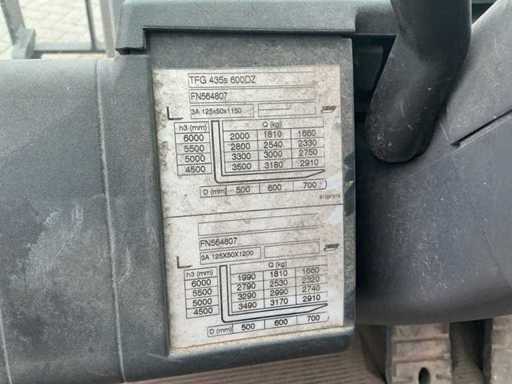 TFG 435s 600DZ
FN564807
3A 125x50x1150
h3 (mm) Q (kg)
6000 2000 1810 1660
5500 2800 2540 2330
5000 3300 3000 2750
4500 3500 3180 2910
D (mm) 500 600 700
FN564807
3A 125X50X1200
h3 (mm) Q (kg)
6000 1990 1810 1660
5500 2790 2530 2320
5000 3290 2990 2740
4500 3490 3170 2910
D (mm) 500 600 700